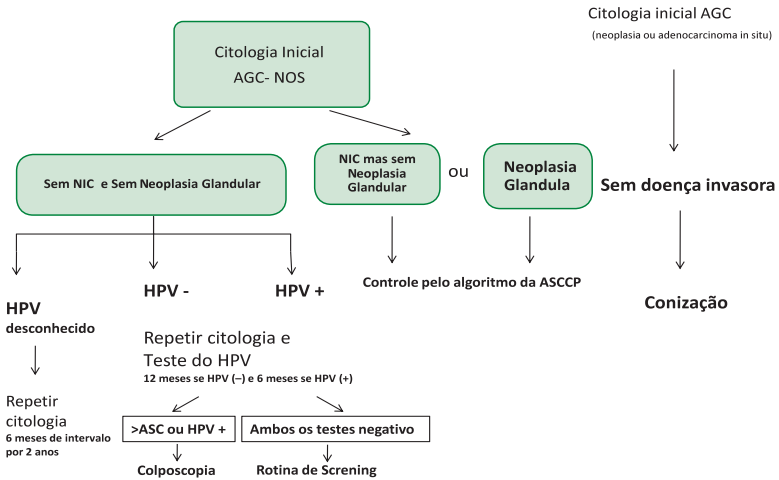 Citologia inicial AGC
(neoplasia ou adenocarcinoma in situ)
Citologia Inicial
AGC- NOS
Sem NIC e Sem Neoplasia Glandular
NIC mas sem
Neoplasia
Glandular
ou
Neoplasia
Glandula
Sem doença invasora
HPV
desconhecido
HPV -
HPV +
Controle pelo algoritmo da ASCCP
Conização
Repetir citologia e
Teste do HPV
12 meses se HPV (–) e 6 meses se HPV (+)
Repetir
citologia
6 meses de intervalo
por 2 anos
>ASC ou HPV +
Ambos os testes negativo
Colposcopia
Rotina de Screning